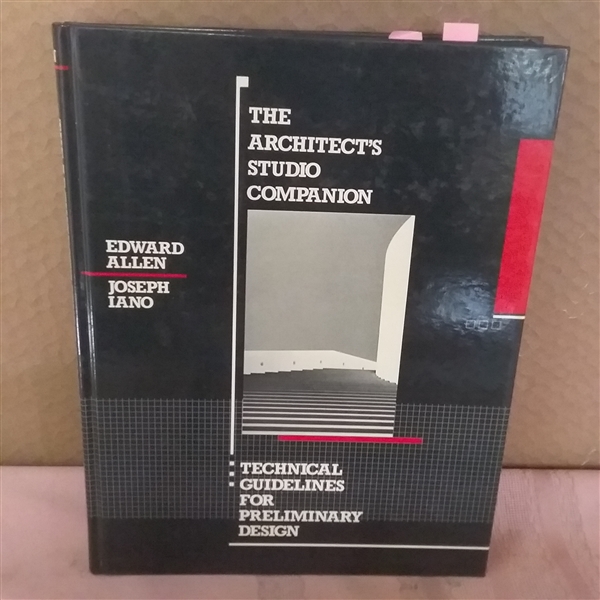 THE
ARCHITECT'S
STUDIO
COMPANION
EDWARD
ALLEN
JOSEPH
IANO
TECHNICAL
GUIDELINES
FOR
PRELIMINARY
DESIGN